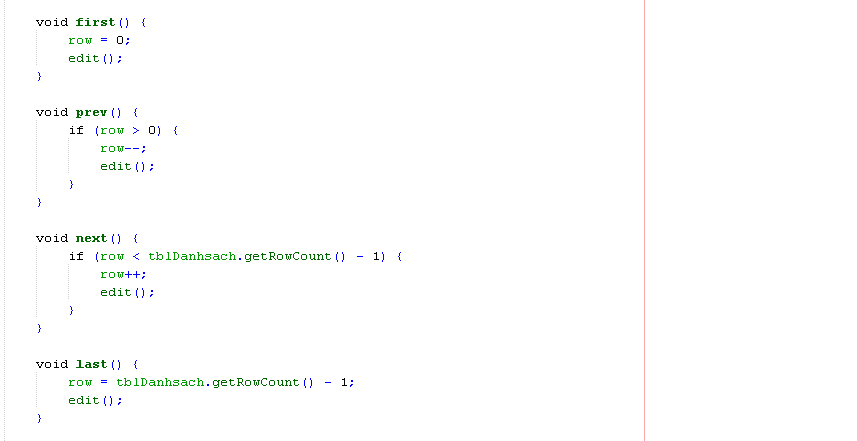 void first() {
row = 0;
edit();
}
void prev() {
if (row > 0) {
row--;
edit();
}
}
void next() {
if (row < tblDanhsach.getRowCount() - 1) {
row++;
edit();
}
}
void last() {
row = tblDanhsach.getRowCount() - 1;
edit();
}